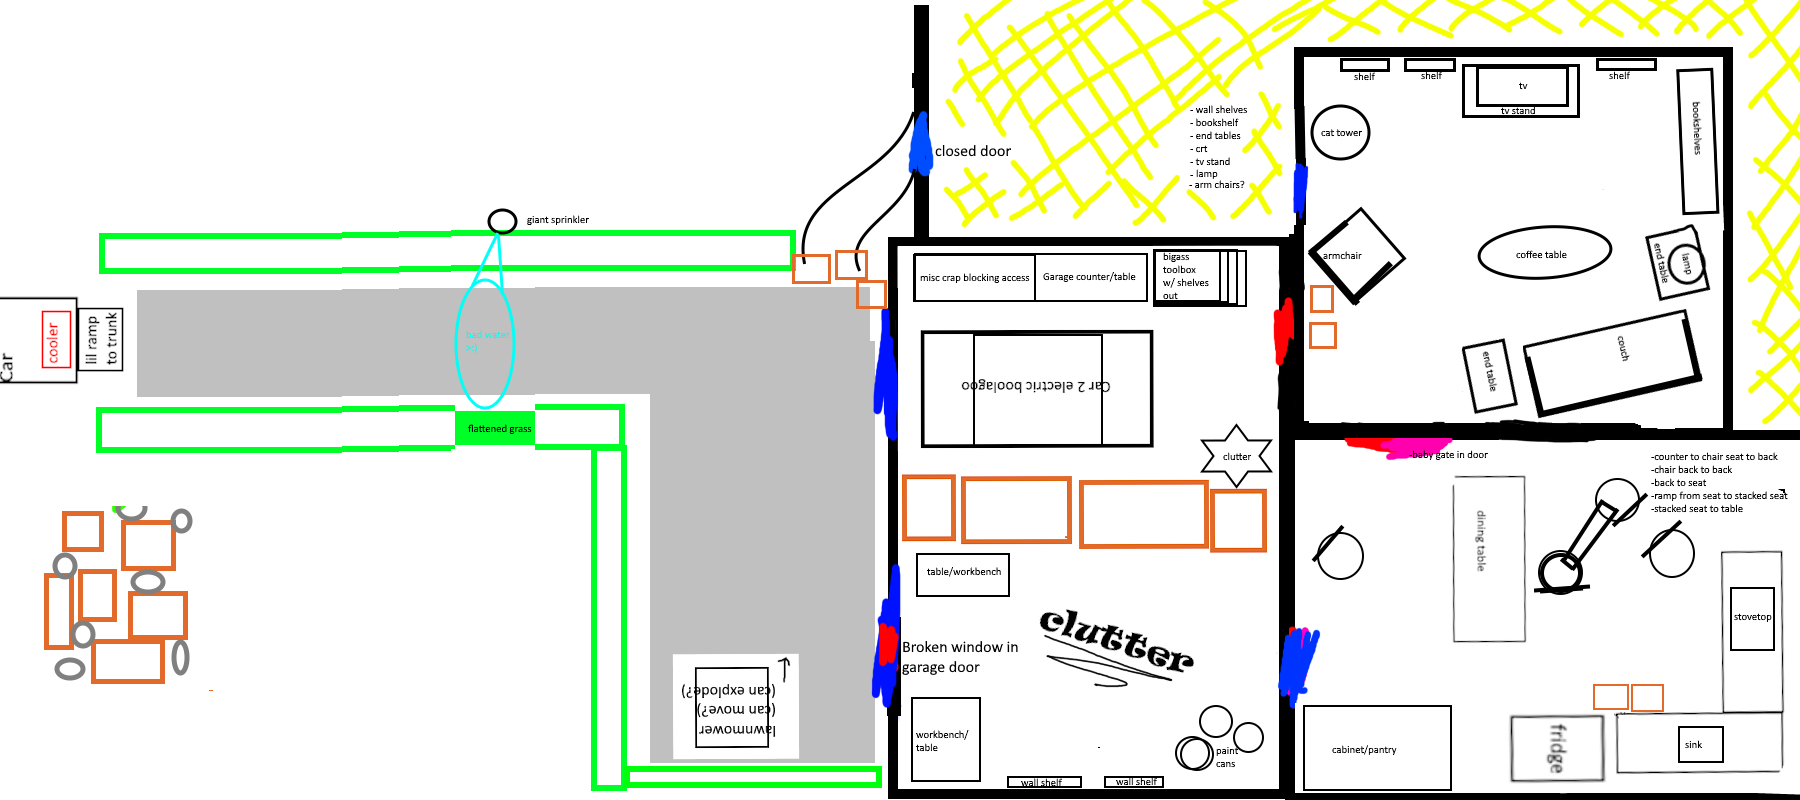 giant sprinkler
Car
cooler
lil ramp
to trunk
bad water
>:(
flattened grass
closed door
- wall shelves
- bookshelf
- end tables
- crt
- tv stand
- lamp
- arm chairs?
shelf
shelf
tv
tv stand
shelf
bookshelves
cat tower
armchair
coffee table
end table
lamp
end table
couch
misc crap blocking access
Garage counter/table
bigass
toolbox
w/ shelves
out
Car 2 electric boolagoo
clutter
table/workbench
Broken window in
garage door
clutter
lawnmower
(can move?)
(can explode?)
workbench/
table
wall shelf
wall shelf
paint
cans
-baby gate in door
-counter to chair seat to back
-chair back to back
-back to seat
-ramp from seat to stacked seat
-stacked seat to table
dining table
stovetop
cabinet/pantry
fridge
sink